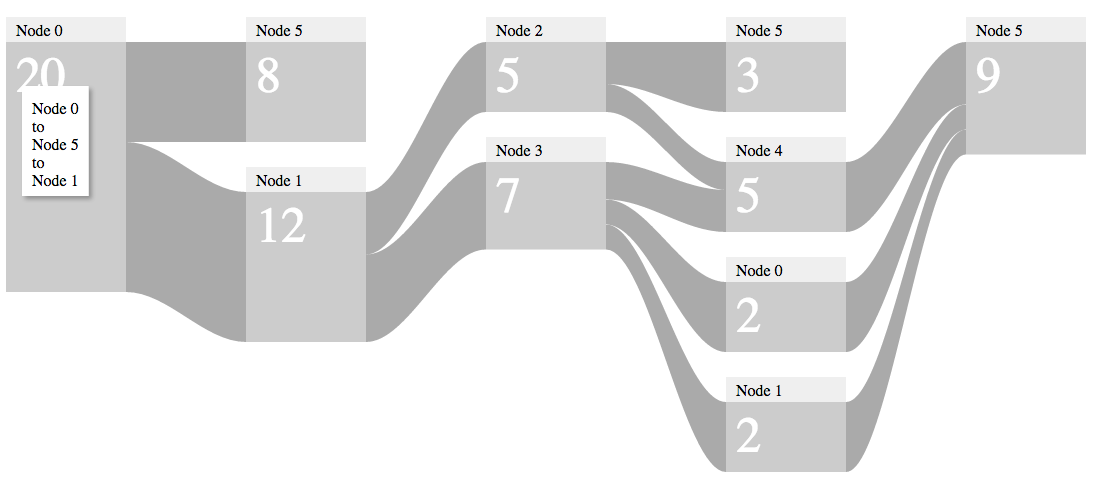 Node 0
20
Node 0
to
Node 5
to
Node 1
Node 5
8
Node 1
12
Node 2
5
Node 3
7
Node 5
3
Node 4
5
Node 0
2
Node 1
2
Node 5
9